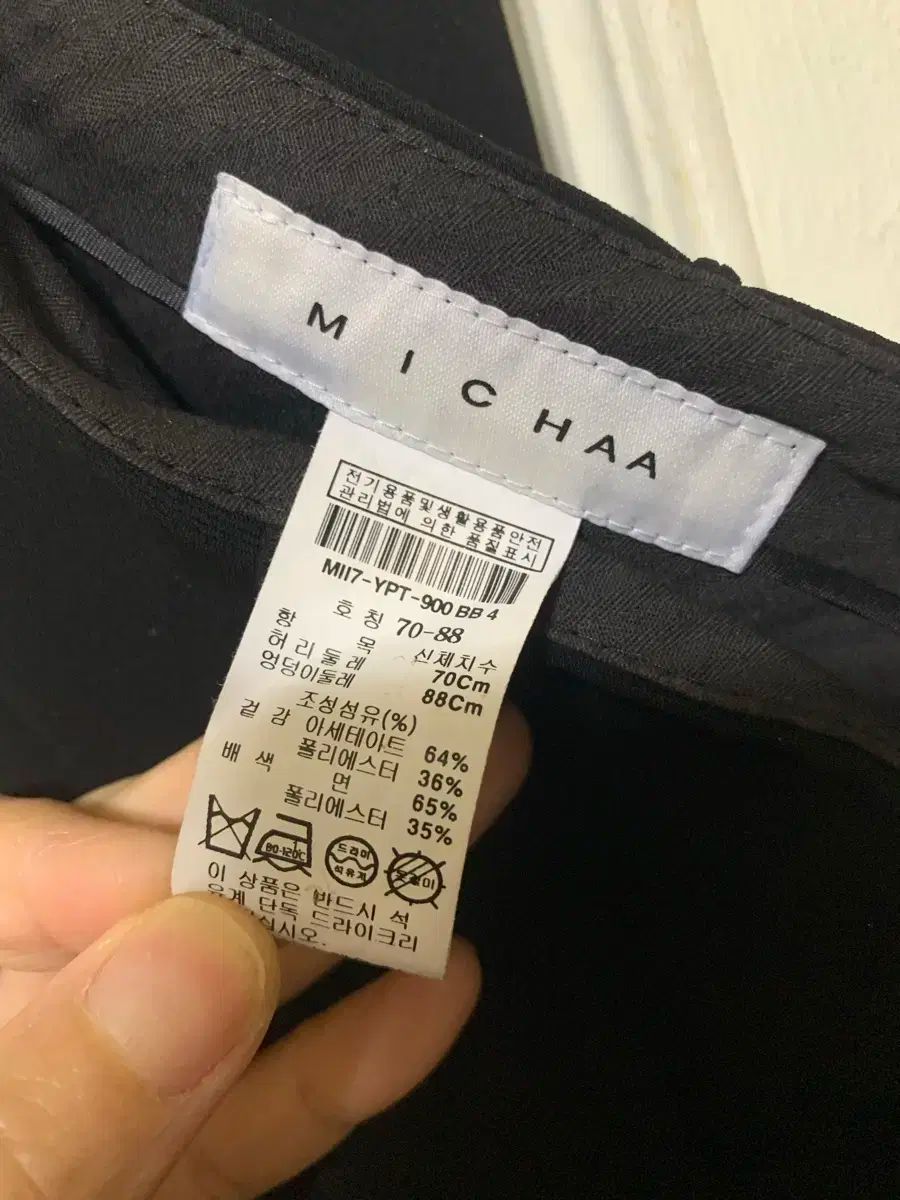 MICHAA
전기용품및생활용품안전
관리법에 의한 품질표시
MI17-YPT-900 BB 4
호칭 70-88
항목 신체치수
허리둘레 70Cm
엉덩이둘레 88Cm
조성섬유(%)
겉감 아세테이트 64%
폴리에스터 36%
배색 면 65%
폴리에스터 35%
80-120C
드라이
석유계
이 상품은 반드시 석
유계 단독 드라이크리
십시오.